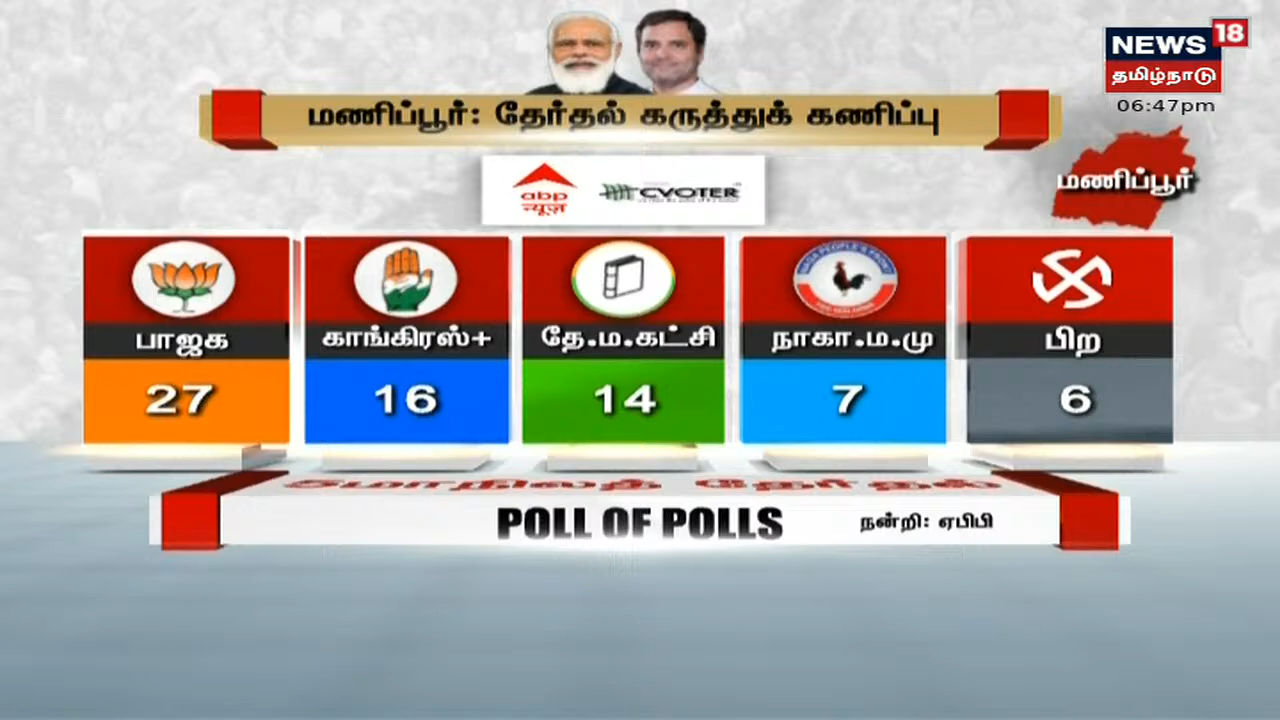 NEWS 18
தமிழ்நாடு
06:47pm
மணிப்பூர்: தேர்தல் கருத்துக் கணிப்பு
மணிப்பூர்
abp
न्यूज़
CVOTER
பாஜக
காங்கிரஸ்+
தே.ம.கட்சி
நாகா.ம.மு
பிற
27
16
14
7
6
POLL OF POLLS
நன்றி: ஏபிபி